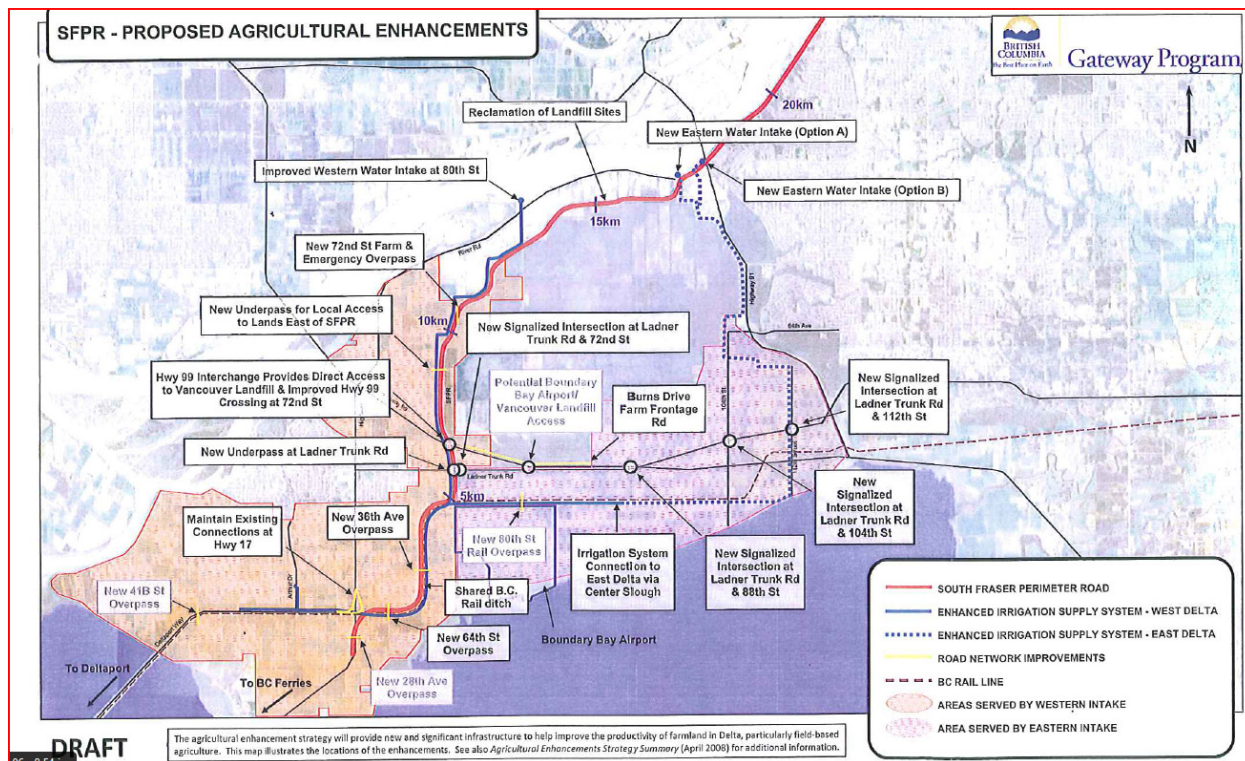 SFPR - PROPOSED AGRICULTURAL ENHANCEMENTS
BRITISH
COLUMBIA
The Best Place on Earth
Gateway Program
N
20km
Reclamation of Landfill Sites
New Eastern Water Intake (Option A)
Improved Western Water Intake at 80th St
New Eastern Water Intake (Option B)
15km
New 72nd St Farm &
Emergency Overpass
River Rd
Highway 91
New Underpass for Local Access
to Lands East of SFPR
10km
New Signalized Intersection at Ladner
Trunk Rd & 72nd St
64th Ave
Hwy 99 Interchange Provides Direct Access
to Vancouver Landfill & Improved Hwy 99
Crossing at 72nd St
SFPR
Potential Boundary
Bay Airport/
Vancouver Landfill
Access
Burns Drive
Farm Frontage
Rd
104th St
New Signalized
Intersection at
Ladner Trunk Rd
& 112th St
New Underpass at Ladner Trunk Rd
Ladner Trunk Rd
5km
Maintain Existing
Connections at
Hwy 17
New 36th Ave
Overpass
New 80th St
Rail Overpass
Irrigation System
Connection to
East Delta via
Center Slough
New Signalized
Intersection at
Ladner Trunk Rd
& 88th St
New
Signalized
Intersection at
Ladner Trunk Rd
& 104th St
New 41B St
Overpass
Arthur Dr
Shared B.C.
Rail ditch
Deltaport Way
New 64th St
Overpass
Boundary Bay Airport
To Deltaport
To BC Ferries
New 28th Ave
Overpass
SOUTH FRASER PERIMETER ROAD
ENHANCED IRRIGATION SUPPLY SYSTEM - WEST DELTA
ENHANCED IRRIGATION SUPPLY SYSTEM - EAST DELTA
ROAD NETWORK IMPROVEMENTS
BC RAIL LINE
AREAS SERVED BY WESTERN INTAKE
AREA SERVED BY EASTERN INTAKE
DRAFT
The agricultural enhancement strategy will provide new and significant infrastructure to help improve the productivity of farmland in Delta, particularly field-based
agriculture. This map illustrates the locations of the enhancements. See also Agricultural Enhancements Strategy Summary (April 2008) for additional information.